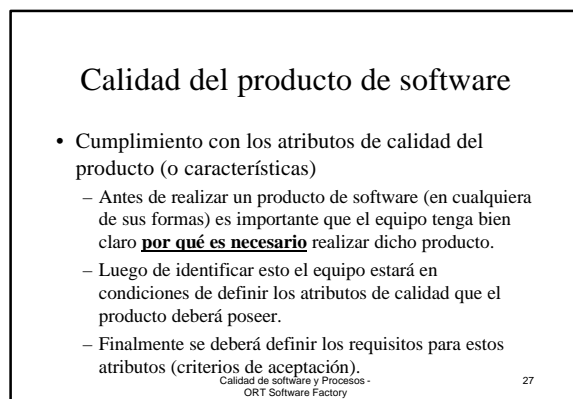 Calidad del producto de software
• Cumplimiento con los atributos de calidad del
producto (o características)
– Antes de realizar un producto de software (en cualquiera
de sus formas) es importante que el equipo tenga bien
claro por qué es necesario realizar dicho producto.
– Luego de identificar esto el equipo estará en
condiciones de definir los atributos de calidad que el
producto deberá poseer.
– Finalmente se deberá definir los requisitos para estos
atributos (criterios de aceptación).
Calidad de software y Procesos -
ORT Software Factory
27